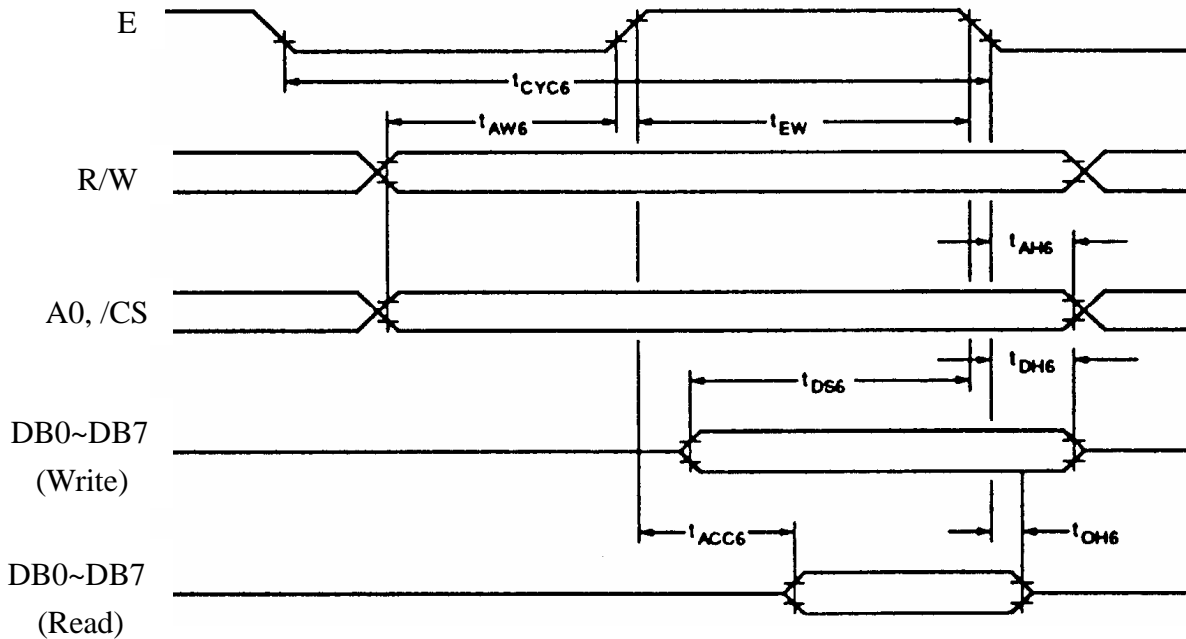 E
tCYC6
tAW6
tEW
R/W
tAH6
A0, /CS
tDH6
tDS6
DB0~DB7
(Write)
tACC6
tOH6
DB0~DB7
(Read)